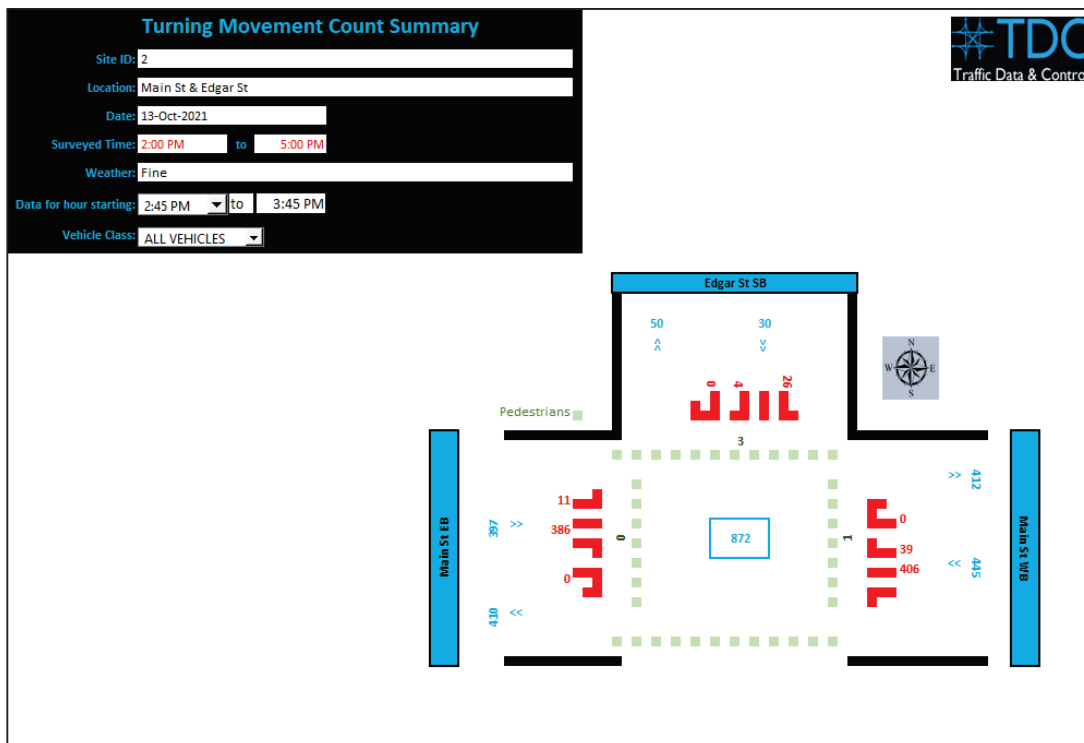 Turning Movement Count Summary
Site ID: 2
Location: Main St & Edgar St
Date: 13-Oct-2021
Surveyed Time: 2:00 PM to 5:00 PM
Weather: Fine
Data for hour starting: 2:45 PM to 3:45 PM
Vehicle Class: ALL VEHICLES
TDC
Traffic Data & Control
Edgar St SB
50 30
>> >>
0 4 26
N
W E
S
Pedestrians
3
Main St EB
397 >>
11
386
0
410 <<
0
872
1
0
39
406
>> 412
<< 445
Main St WB